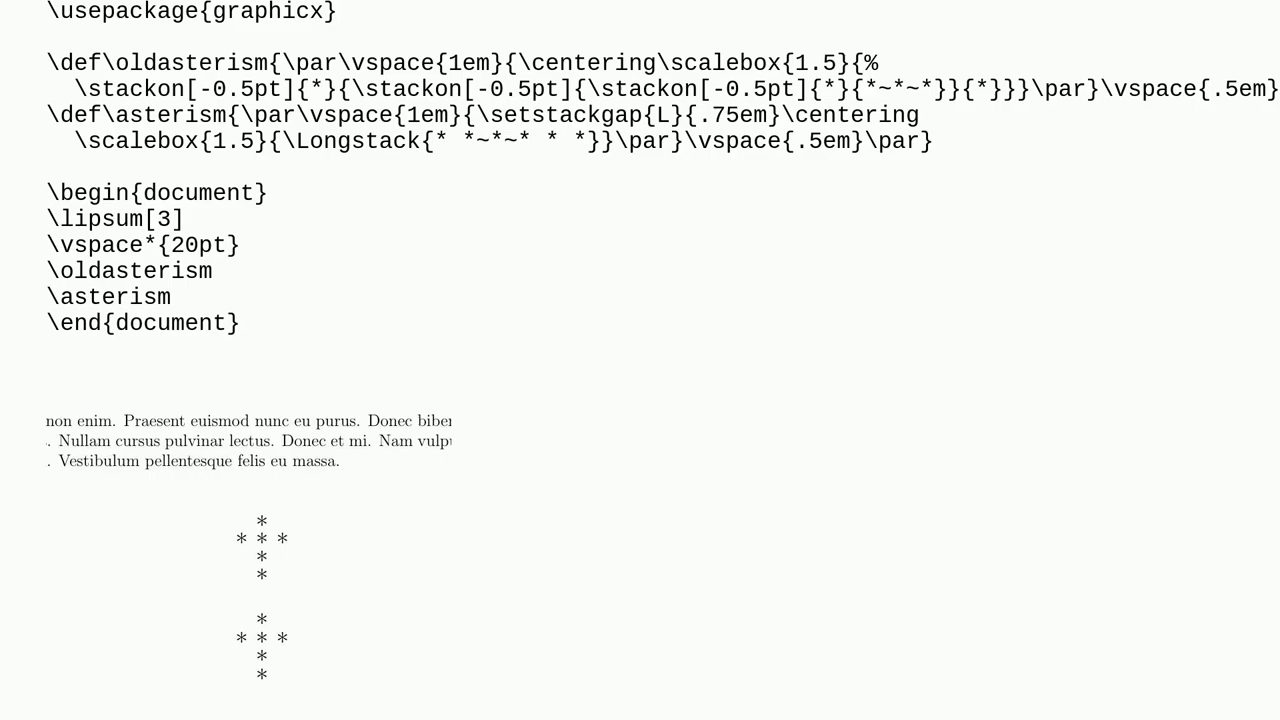 \usepackage{graphicx}
\def\oldasterism{\par\vspace{1em}{\centering\scalebox{1.5}{%
\stackon[-0.5pt]{*}{\stackon[-0.5pt]{\stackon[-0.5pt]{*}{*~*~*}}{*}}}\par}\vspace{.5em}
\def\asterism{\par\vspace{1em}{\setstackgap{L}{.75em}\centering
\scalebox{1.5}{\Longstack{* *~*~* * *}}\par}\vspace{.5em}\par}
\begin{document}
\lipsum[3]
\vspace*{20pt}
\oldasterism
\asterism
\end{document}
non enim. Praesent euismod nunc eu purus. Donec biber
. Nullam cursus pulvinar lectus. Donec et mi. Nam vulpu
. Vestibulum pellentesque felis eu massa.
*
* * *
*
*
*
* * *
*
*